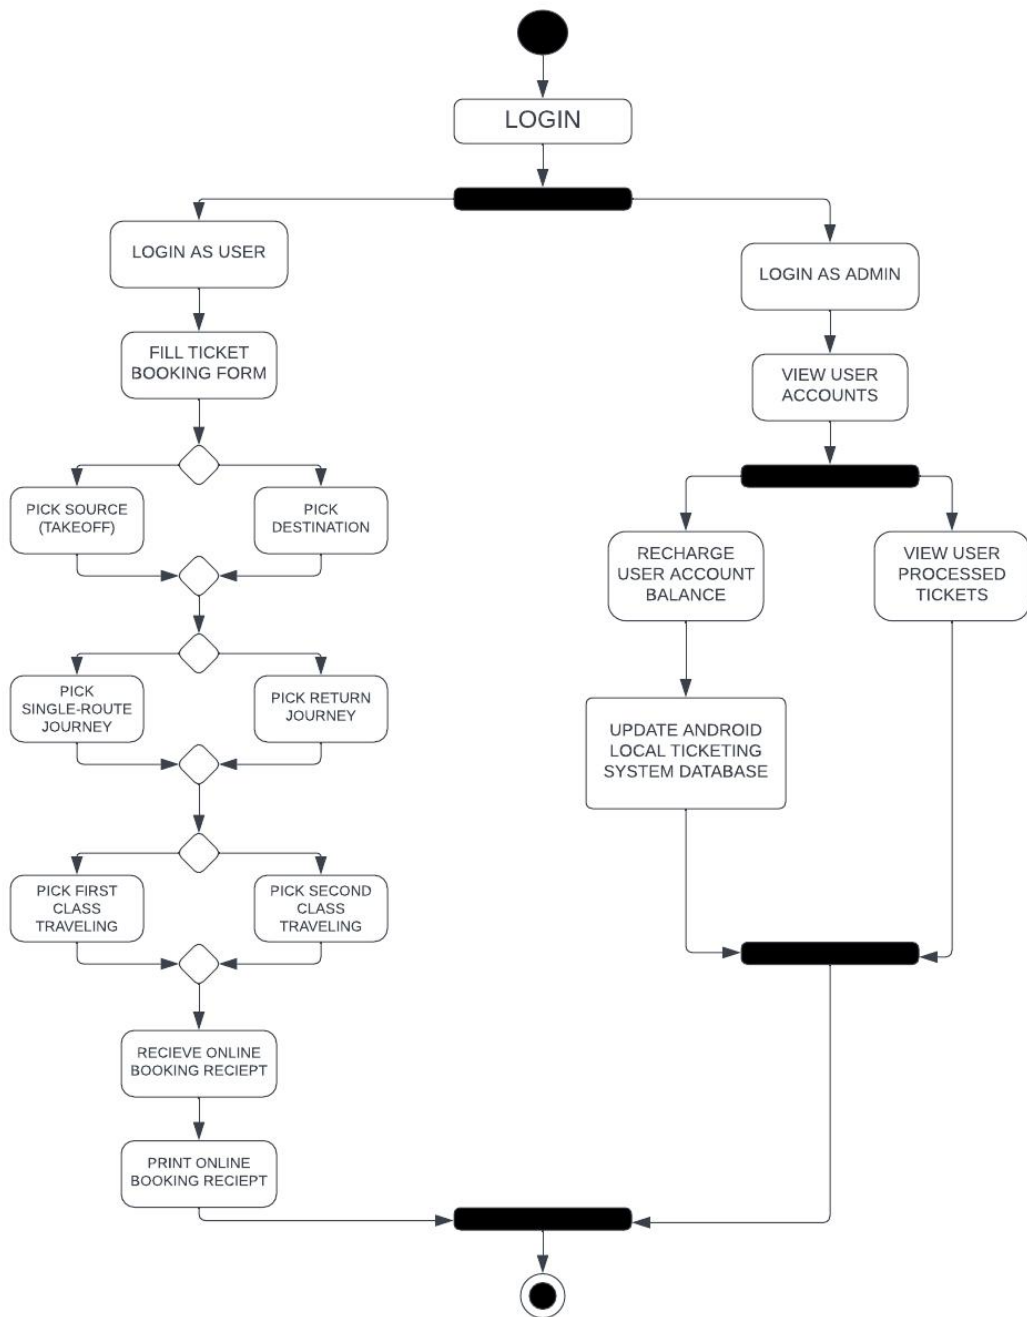 LOGIN
LOGIN AS USER
FILL TICKET
BOOKING FORM
PICK SOURCE
(TAKEOFF)
PICK
DESTINATION
PICK
SINGLE-ROUTE
JOURNEY
PICK RETURN
JOURNEY
PICK FIRST
CLASS
TRAVELING
PICK SECOND
CLASS
TRAVELING
RECIEVE ONLINE
BOOKING RECIEPT
PRINT ONLINE
BOOKING RECIEPT
LOGIN AS ADMIN
VIEW USER
ACCOUNTS
RECHARGE
USER ACCOUNT
BALANCE
VIEW USER
PROCESSED
TICKETS
UPDATE ANDROID
LOCAL TICKETING
SYSTEM DATABASE